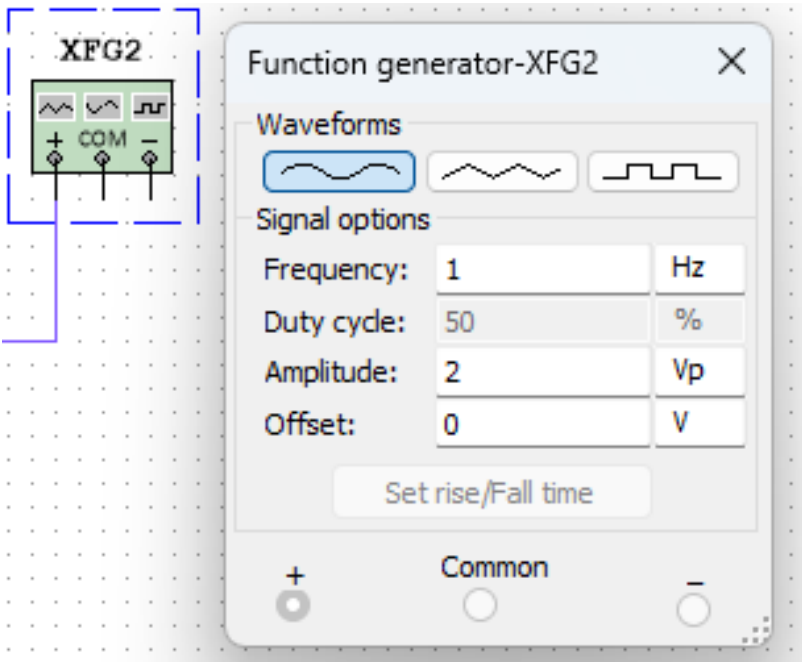 XFG2
+ COM −
Function generator-XFG2
Waveforms
Signal options
Frequency: 1 Hz
Duty cycle: 50 %
Amplitude: 2 Vp
Offset: 0 V
Set rise/Fall time
+ Common −